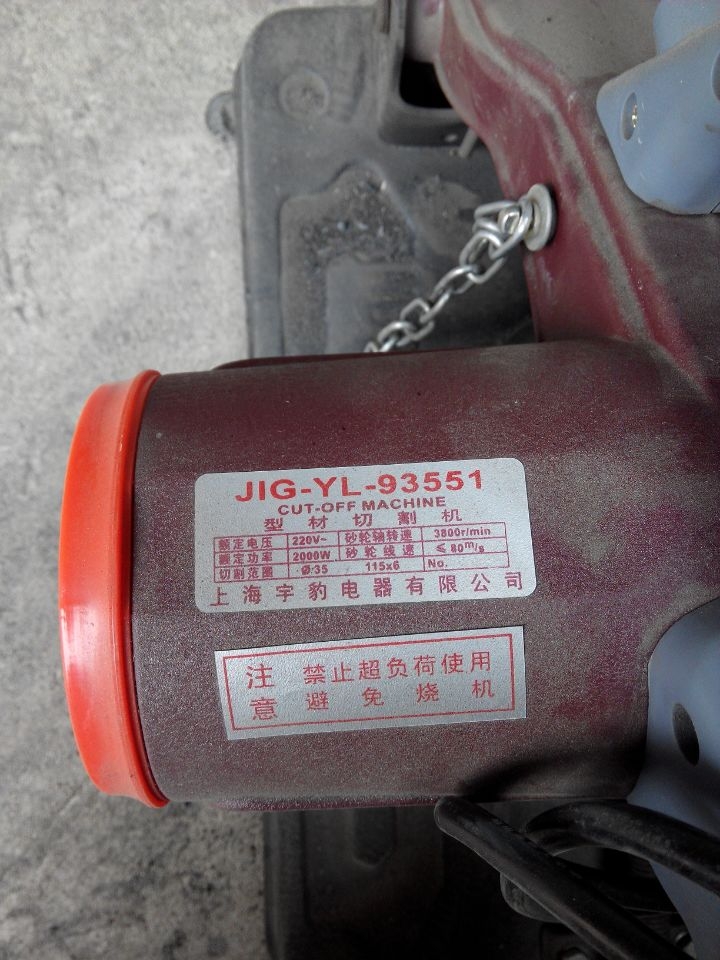 JIG-YL-93551
CUT-OFF MACHINE
型材切割机
额定电压 220V~ 砂轮轴转速 3800r/min
额定功率 2000W 砂轮线速 ≤80m/s
切割范围 Ø:35 115x6 No.
上海宇豹电器有限公司
注 禁止超负荷使用
意 避免烧机